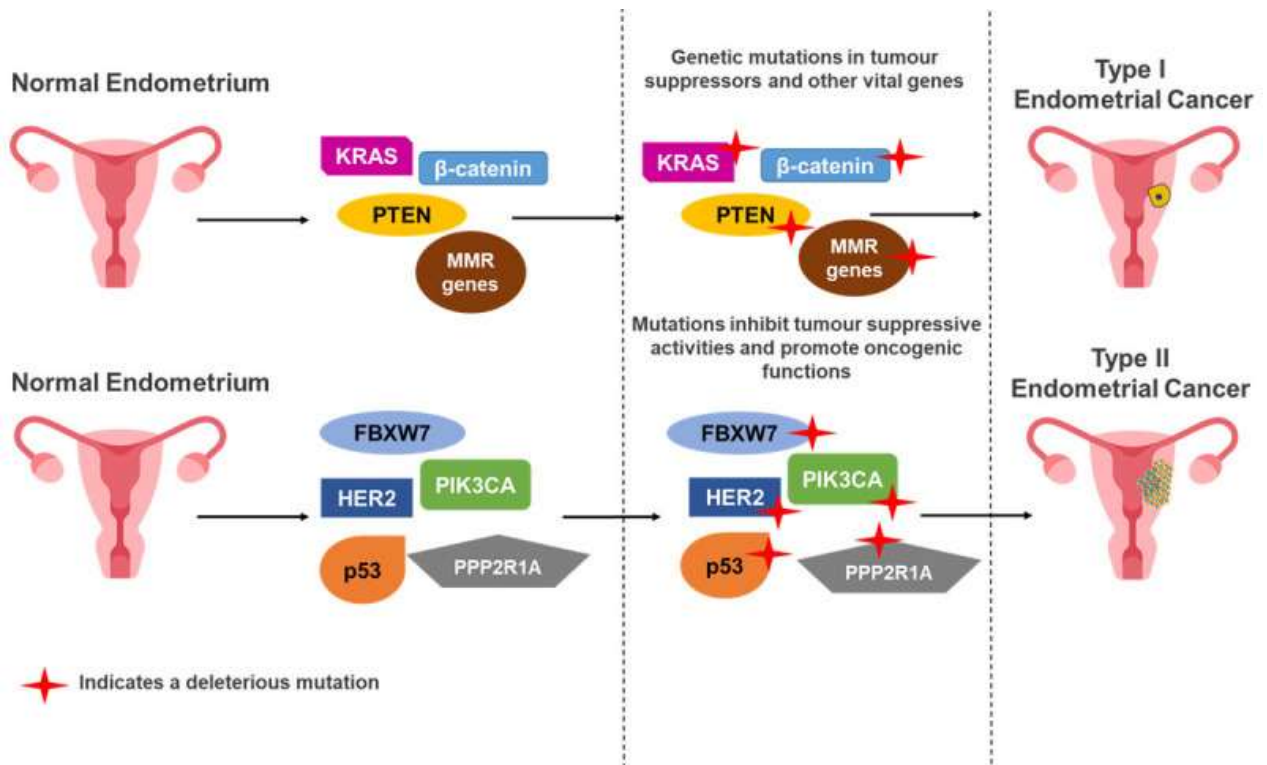 Normal Endometrium
KRAS
β-catenin
PTEN
MMR
genes
Genetic mutations in tumour
suppressors and other vital genes
KRAS
β-catenin
PTEN
MMR
genes
Type I
Endometrial Cancer
Mutations inhibit tumour suppressive
activities and promote oncogenic
functions
Normal Endometrium
FBXW7
HER2
PIK3CA
p53
PPP2R1A
FBXW7
HER2
PIK3CA
p53
PPP2R1A
Type II
Endometrial Cancer
Indicates a deleterious mutation